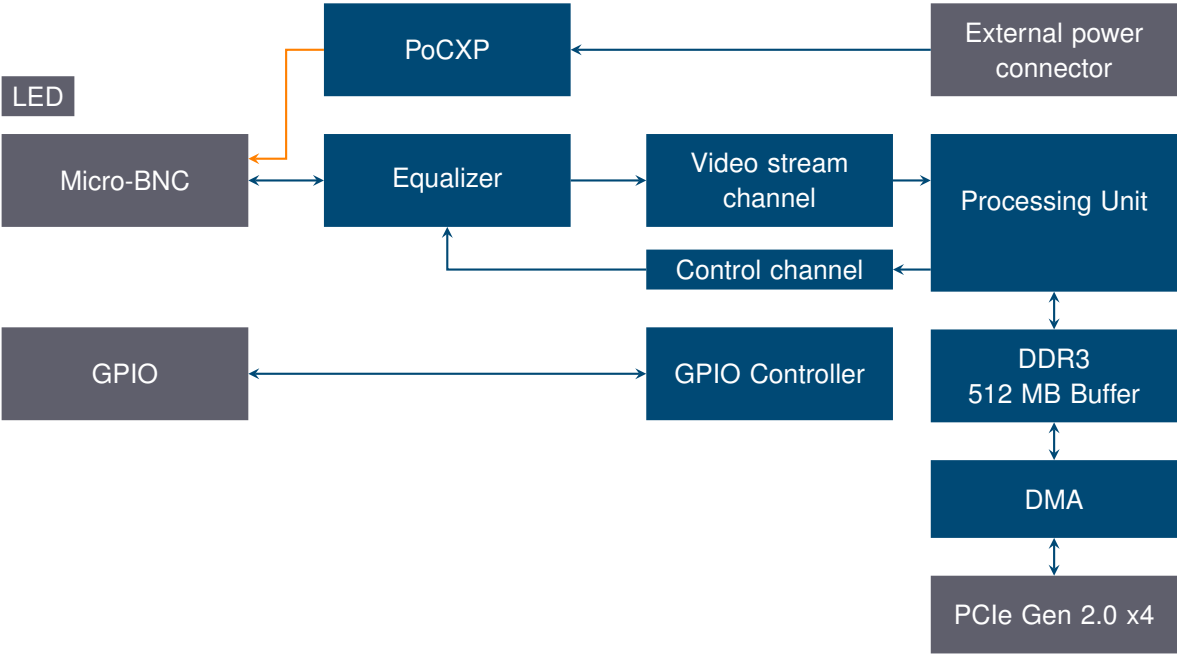 PoCXP
External power
connector
LED
Micro-BNC
Equalizer
Video stream
channel
Processing Unit
Control channel
GPIO
GPIO Controller
DDR3
512 MB Buffer
DMA
PCIe Gen 2.0 x4